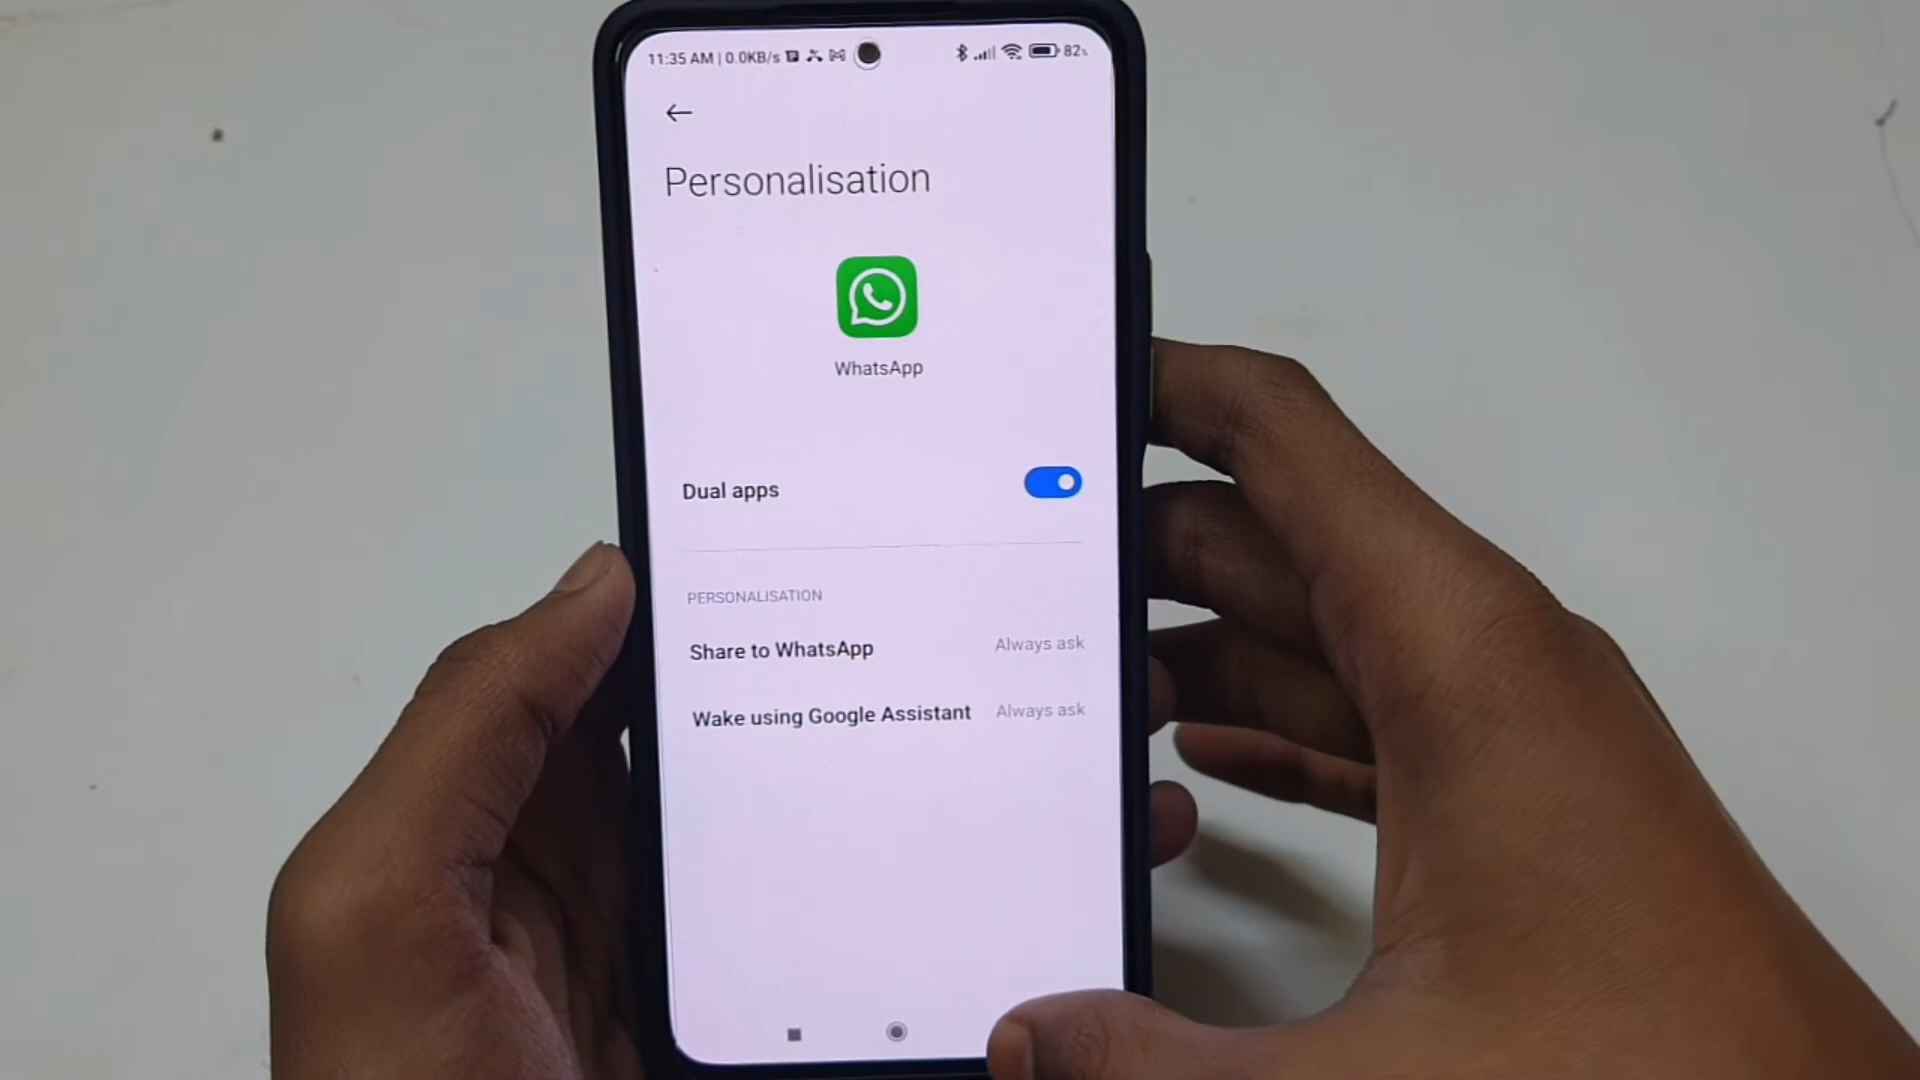 11:35 AM | 0.0KB/s
82%
Personalisation
WhatsApp
Dual apps
PERSONALISATION
Share to WhatsApp Always ask
Wake using Google Assistant Always ask